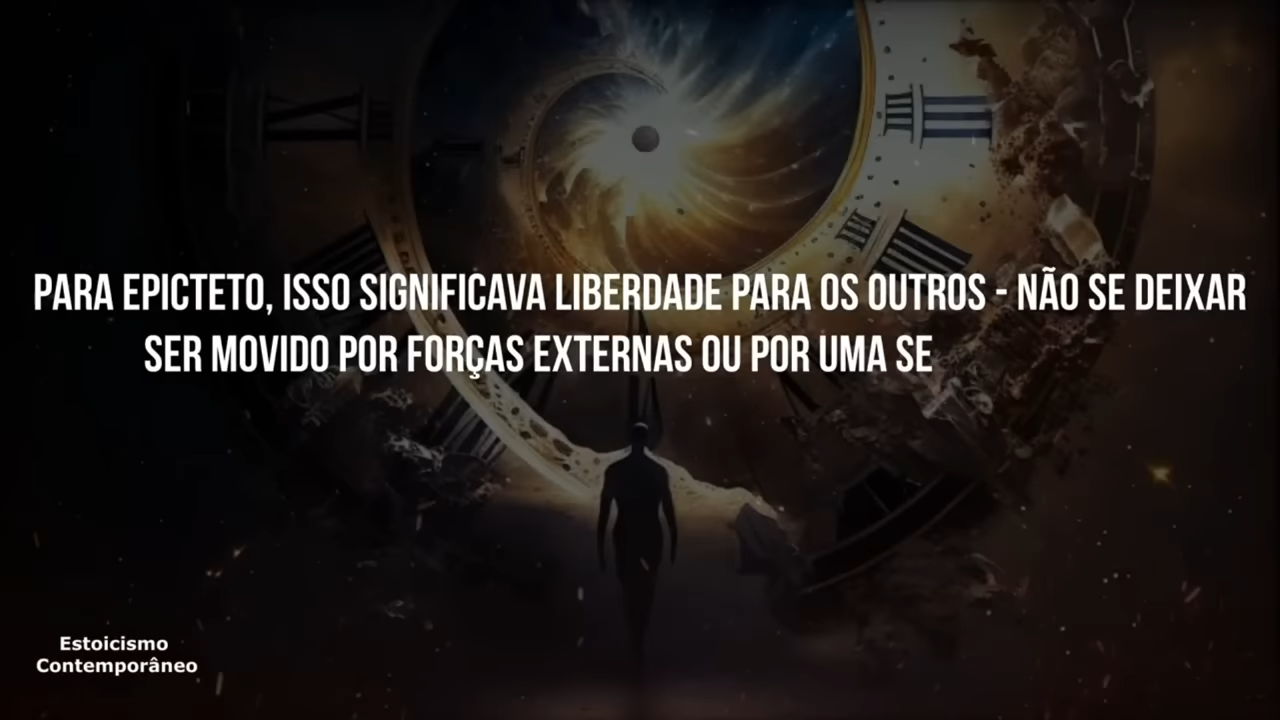 PARA EPICTETO, ISSO SIGNIFICAVA LIBERDADE PARA OS OUTROS - NÃO SE DEIXAR
SER MOVIDO POR FORÇAS EXTERNAS OU POR UMA SE
Estoicismo
Contemporâneo